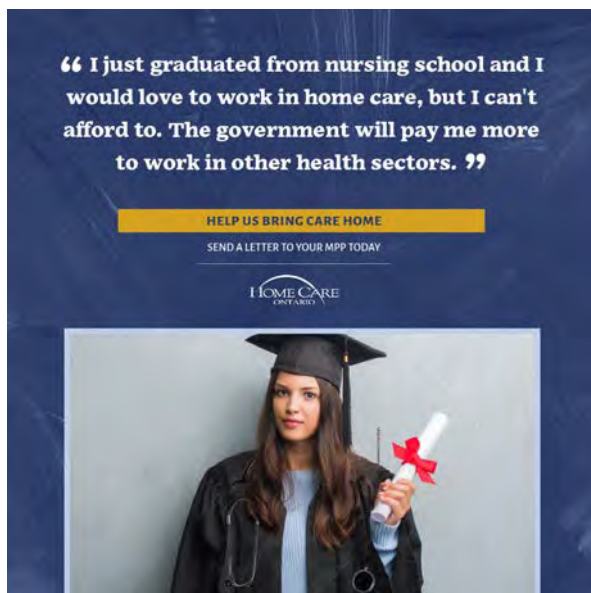 “ I just graduated from nursing school and I
would love to work in home care, but I can't
afford to. The government will pay me more
to work in other health sectors. ”
HELP US BRING CARE HOME
SEND A LETTER TO YOUR MPP TODAY
HOME CARE
ONTARIO